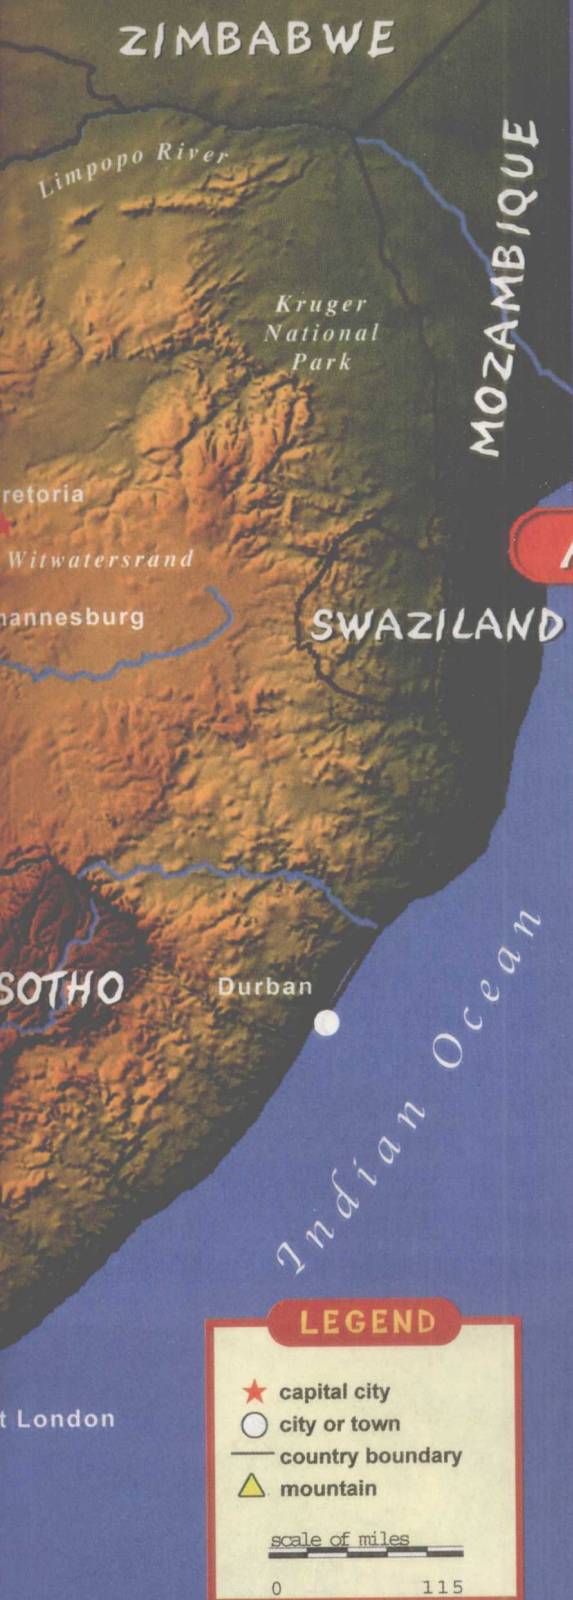 ZIMBABWE
Limpopo River
MOZAMBIQUE
Kruger
National
Park
retoria
Witwatersrand
hannesburg
SWAZILAND
SOTHO
Durban
Indian Ocean
LEGEND
capital city
city or town
country boundary
mountain
t London
scale of miles
0 115